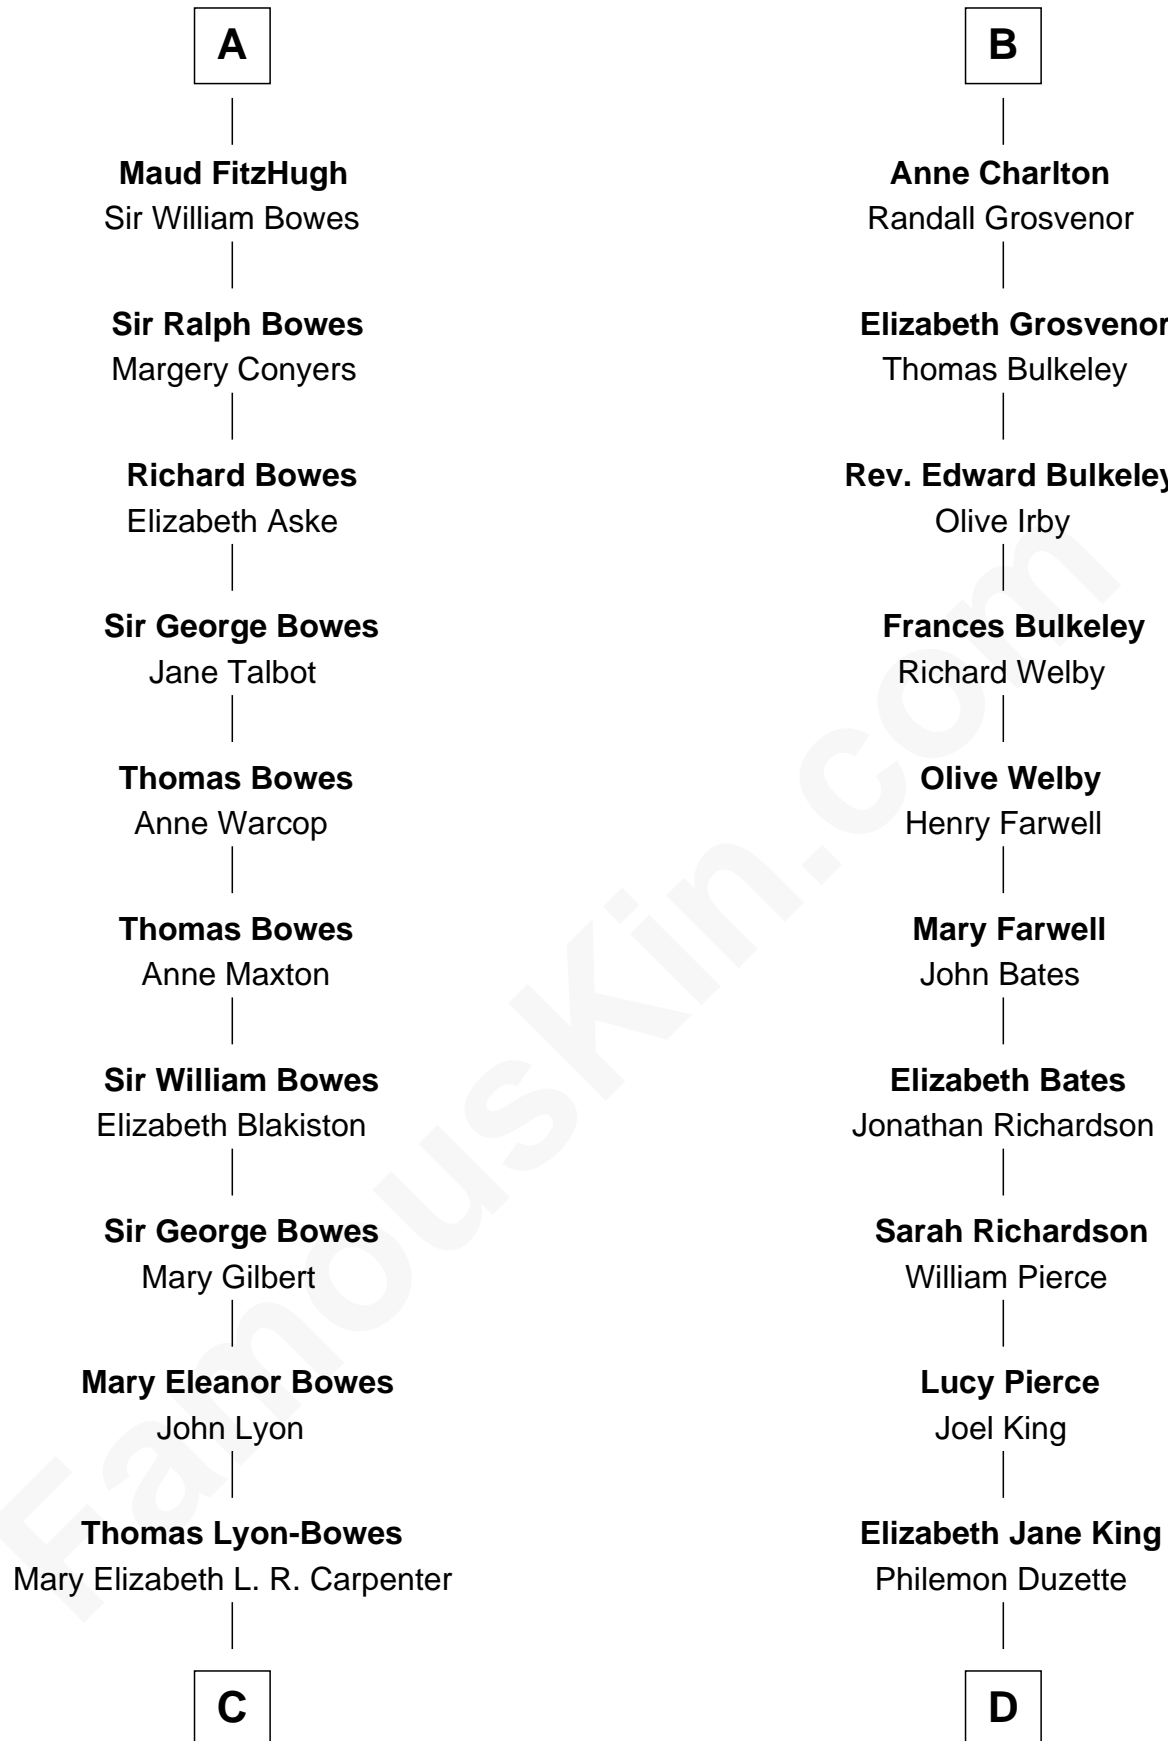 A
Maud FitzHugh
Sir William Bowes
Sir Ralph Bowes
Margery Conyers
Richard Bowes
Elizabeth Aske
Sir George Bowes
Jane Talbot
Thomas Bowes
Anne Warcop
Thomas Bowes
Anne Maxton
Sir William Bowes
Elizabeth Blakiston
Sir George Bowes
Mary Gilbert
Mary Eleanor Bowes
John Lyon
Thomas Lyon-Bowes
Mary Elizabeth L. R. Carpenter
C
B
Anne Charlton
Randall Grosvenor
Elizabeth Grosvenor
Thomas Bulkeley
Rev. Edward Bulkeley
Olive Irby
Frances Bulkeley
Richard Welby
Olive Welby
Henry Farwell
Mary Farwell
John Bates
Elizabeth Bates
Jonathan Richardson
Sarah Richardson
William Pierce
Lucy Pierce
Joel King
Elizabeth Jane King
Philemon Duzette
D
FamousKin.com